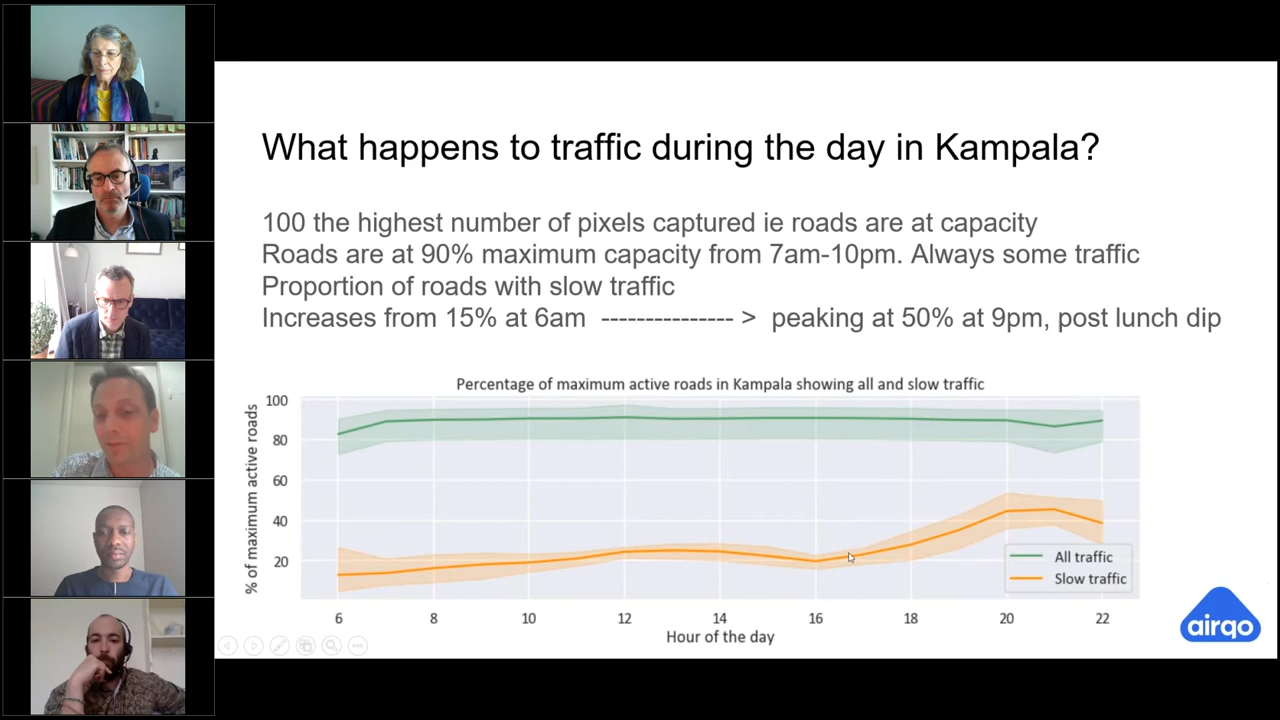 What happens to traffic during the day in Kampala?
100 the highest number of pixels captured ie roads are at capacity
Roads are at 90% maximum capacity from 7am-10pm. Always some traffic
Proportion of roads with slow traffic
Increases from 15% at 6am --------------- > peaking at 50% at 9pm, post lunch dip
Percentage of maximum active roads in Kampala showing all and slow traffic
% of maximum active roads
100
80
60
40
20
All traffic
Slow traffic
6 8 10 12 14 16 18 20 22
Hour of the day
airqo